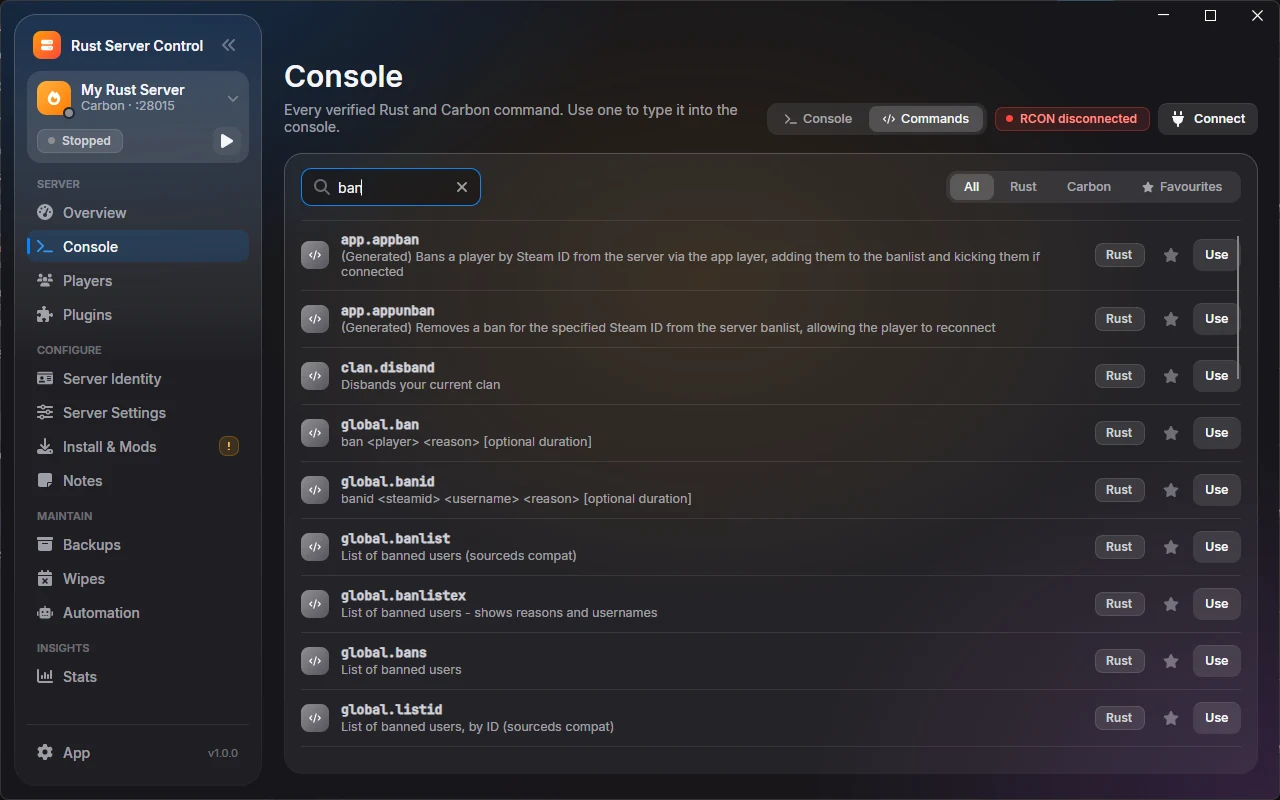 Rust Server Control
My Rust Server
Carbon · :28015
Stopped
SERVER
Overview
Console
Players
Plugins
CONFIGURE
Server Identity
Server Settings
Install & Mods
!
Notes
MAINTAIN
Backups
Wipes
Automation
INSIGHTS
Stats
App
v1.0.0
Console
Every verified Rust and Carbon command. Use one to type it into the
console.
Console
Commands
RCON disconnected
Connect
ban
All
Rust
Carbon
Favourites
app.appban
(Generated) Bans a player by Steam ID from the server via the app layer, adding them to the banlist and kicking them if
connected
Rust
Use
app.appunban
(Generated) Removes a ban for the specified Steam ID from the server banlist, allowing the player to reconnect
Rust
Use
clan.disband
Disbands your current clan
Rust
Use
global.ban
ban <player> <reason> [optional duration]
Rust
Use
global.banid
banid <steamid> <username> <reason> [optional duration]
Rust
Use
global.banlist
List of banned users (sourceds compat)
Rust
Use
global.banlistex
List of banned users - shows reasons and usernames
Rust
Use
global.bans
List of banned users
Rust
Use
global.listid
List of banned users, by ID (sourceds compat)
Rust
Use